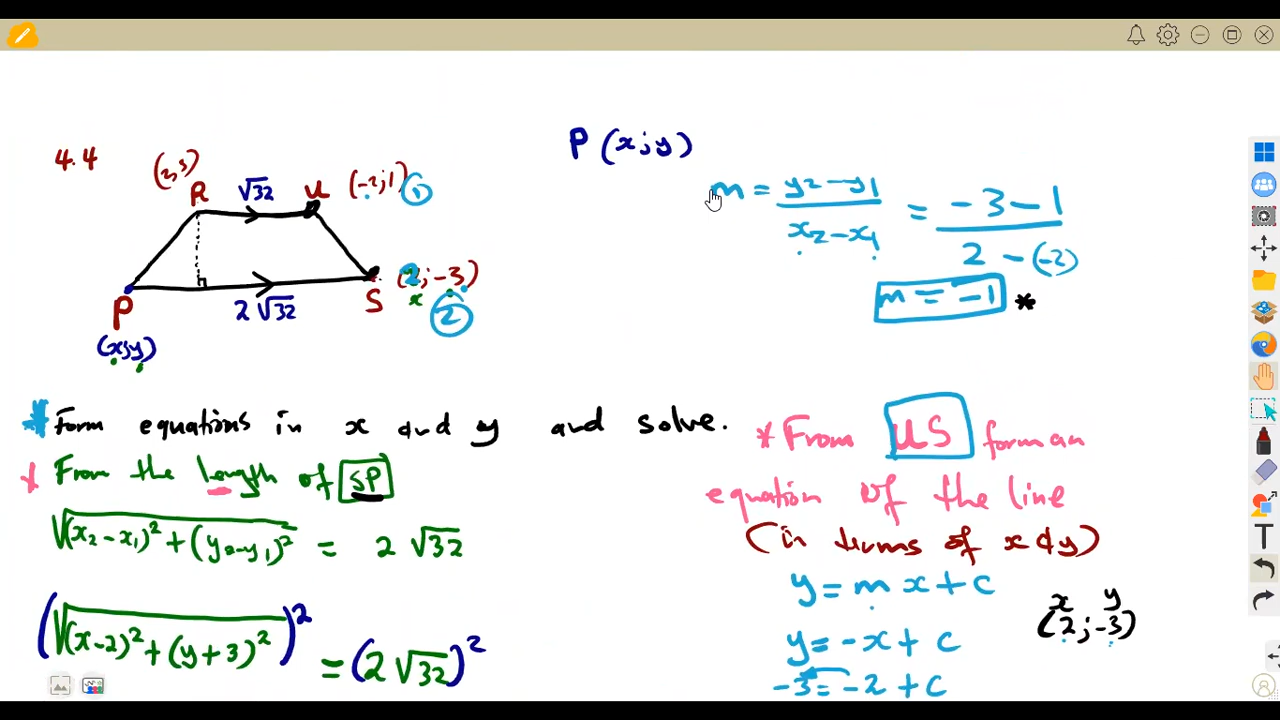 4.4
P (x;y)
R
√32
U
(-2;1) ①
m = y2-y1 / x2-x1 = -3-1 / 2-(-2)
m = -1 *
P
(x;y)
2√32
S
(2;-3)
x
②
* Form equations in x and y and solve.
* From the length of SP
√(x2-x1)²+(y2-y1)² = 2√32
(√(x-2)²+(y+3)²)² = (2√32)²
* From US form an
equation of the line
(in terms of x & y)
y = mx + c
x y
(2;-3)
y = -x + c
-3 = -2 + c
T